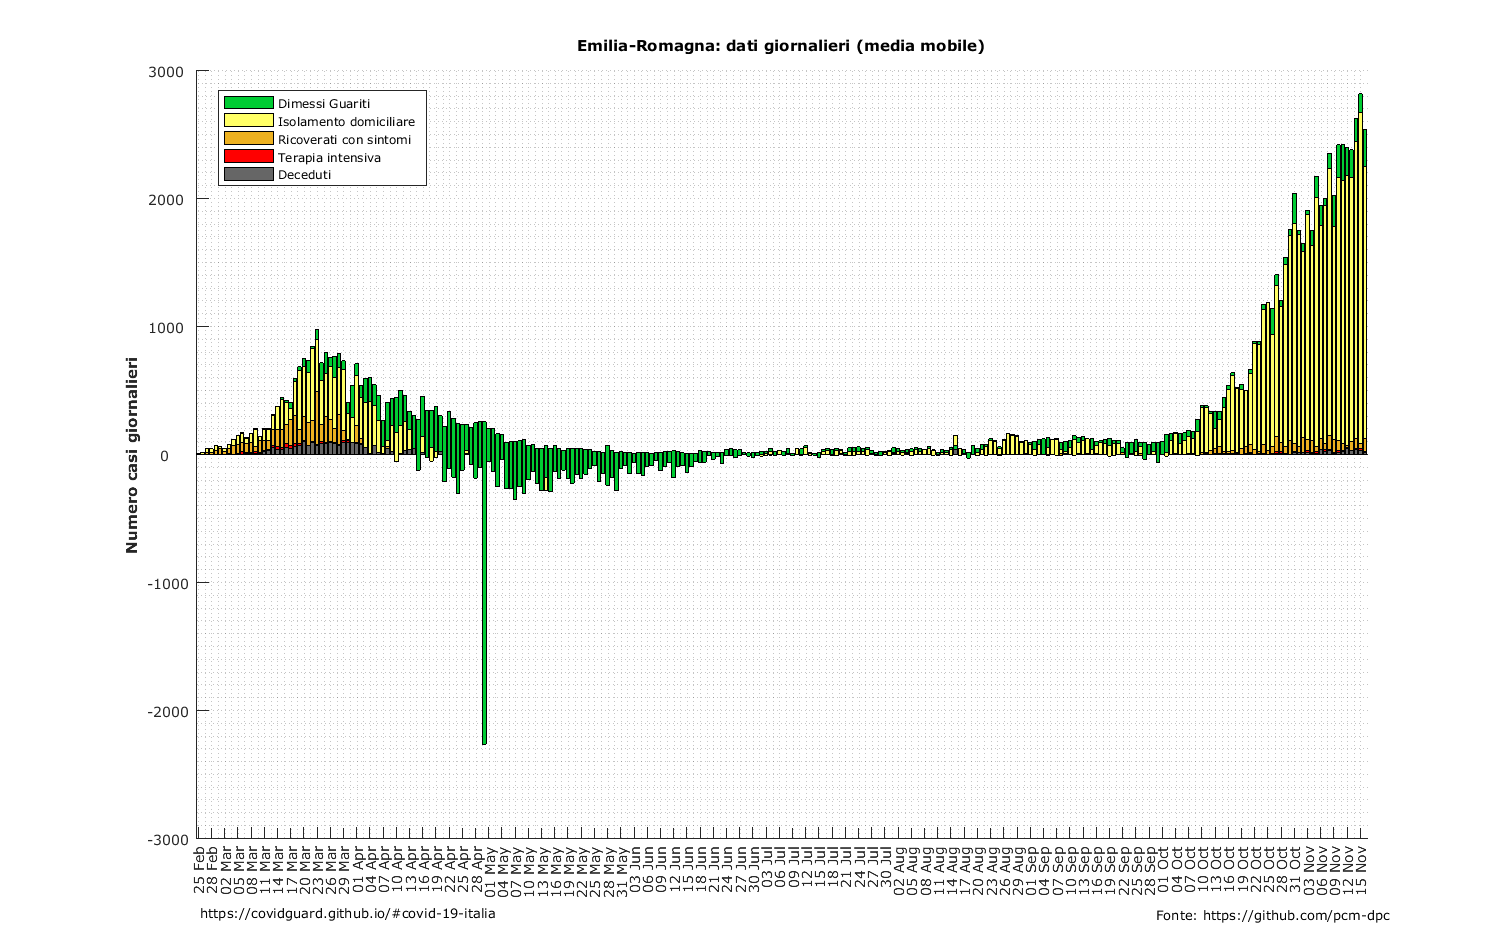 Emilia-Romagna: dati giornalieri (media mobile)
3000
2000
1000
0
-1000
-2000
-3000
Numero casi giornalieri
Dimessi Guariti
Isolamento domiciliare
Ricoverati con sintomi
Terapia intensiva
Deceduti
25 Feb
28 Feb
02 Mar
05 Mar
08 Mar
11 Mar
14 Mar
17 Mar
20 Mar
23 Mar
26 Mar
29 Mar
01 Apr
04 Apr
07 Apr
10 Apr
13 Apr
16 Apr
19 Apr
22 Apr
25 Apr
28 Apr
01 May
04 May
07 May
10 May
13 May
16 May
19 May
22 May
25 May
28 May
31 May
03 Jun
06 Jun
09 Jun
12 Jun
15 Jun
18 Jun
21 Jun
24 Jun
27 Jun
30 Jun
03 Jul
06 Jul
09 Jul
12 Jul
15 Jul
18 Jul
21 Jul
24 Jul
27 Jul
30 Jul
02 Aug
05 Aug
08 Aug
11 Aug
14 Aug
17 Aug
20 Aug
23 Aug
26 Aug
29 Aug
01 Sep
04 Sep
07 Sep
10 Sep
13 Sep
16 Sep
19 Sep
22 Sep
25 Sep
28 Sep
01 Oct
04 Oct
07 Oct
10 Oct
13 Oct
16 Oct
19 Oct
22 Oct
25 Oct
28 Oct
31 Oct
03 Nov
06 Nov
09 Nov
12 Nov
15 Nov
https://covidguard.github.io/#covid-19-italia
Fonte: https://github.com/pcm-dpc